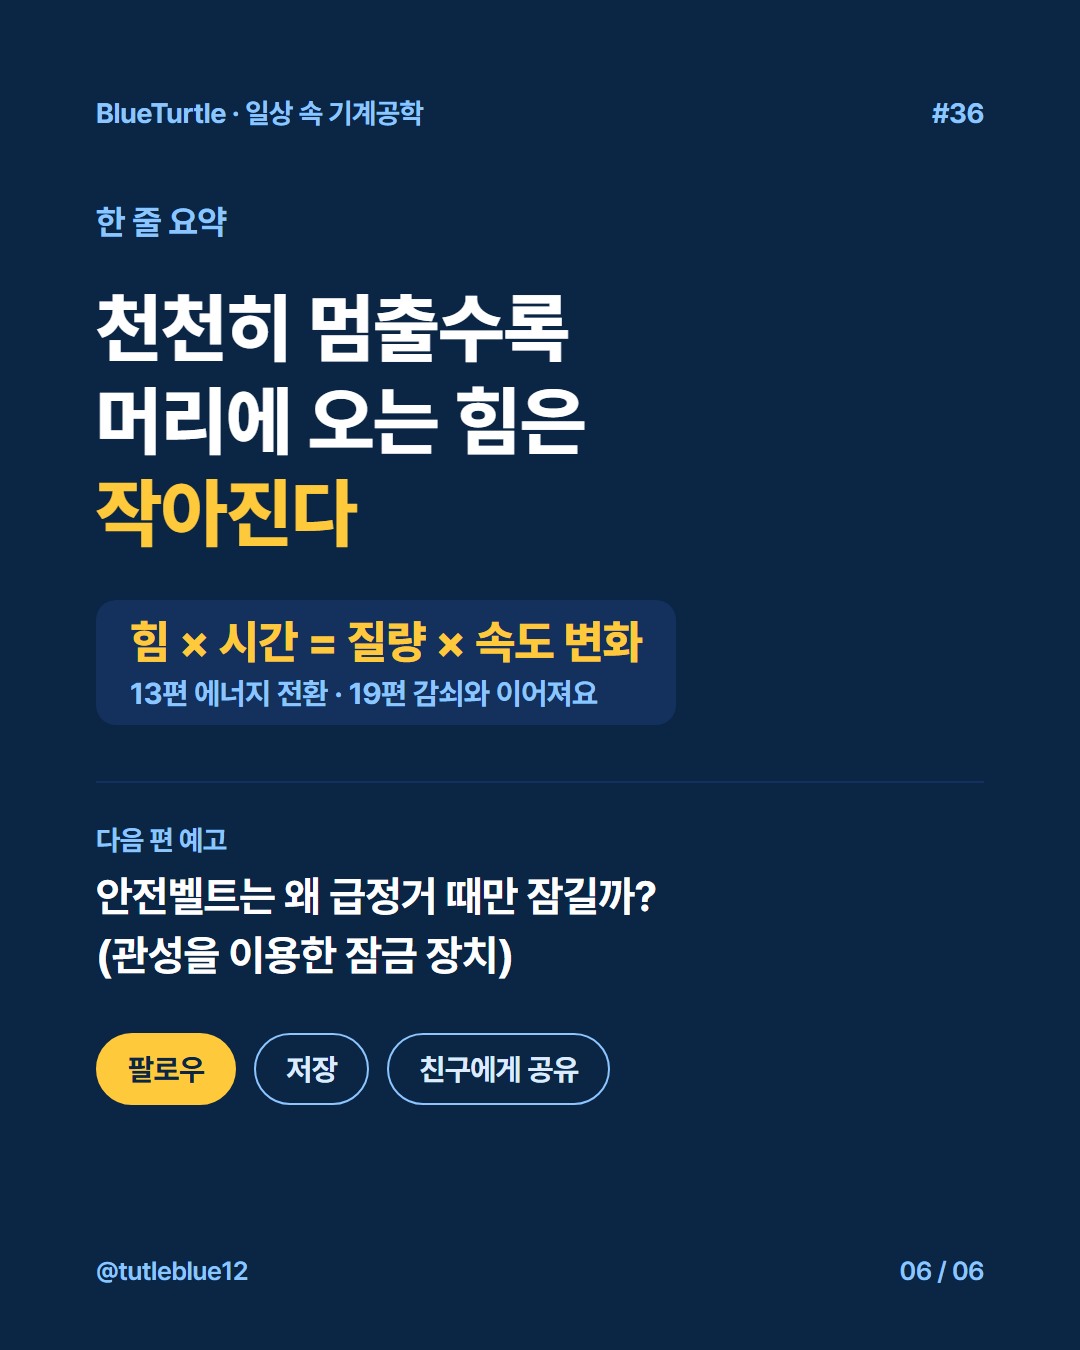 BlueTurtle · 일상 속 기계공학
#36
한 줄 요약
천천히 멈출수록
머리에 오는 힘은
작아진다
힘 × 시간 = 질량 × 속도 변화
13편 에너지 전환 · 19편 감쇠와 이어져요
다음 편 예고
안전벨트는 왜 급정거 때만 잠길까?
(관성을 이용한 잠금 장치)
팔로우
저장
친구에게 공유
@tutleblue12
06 / 06